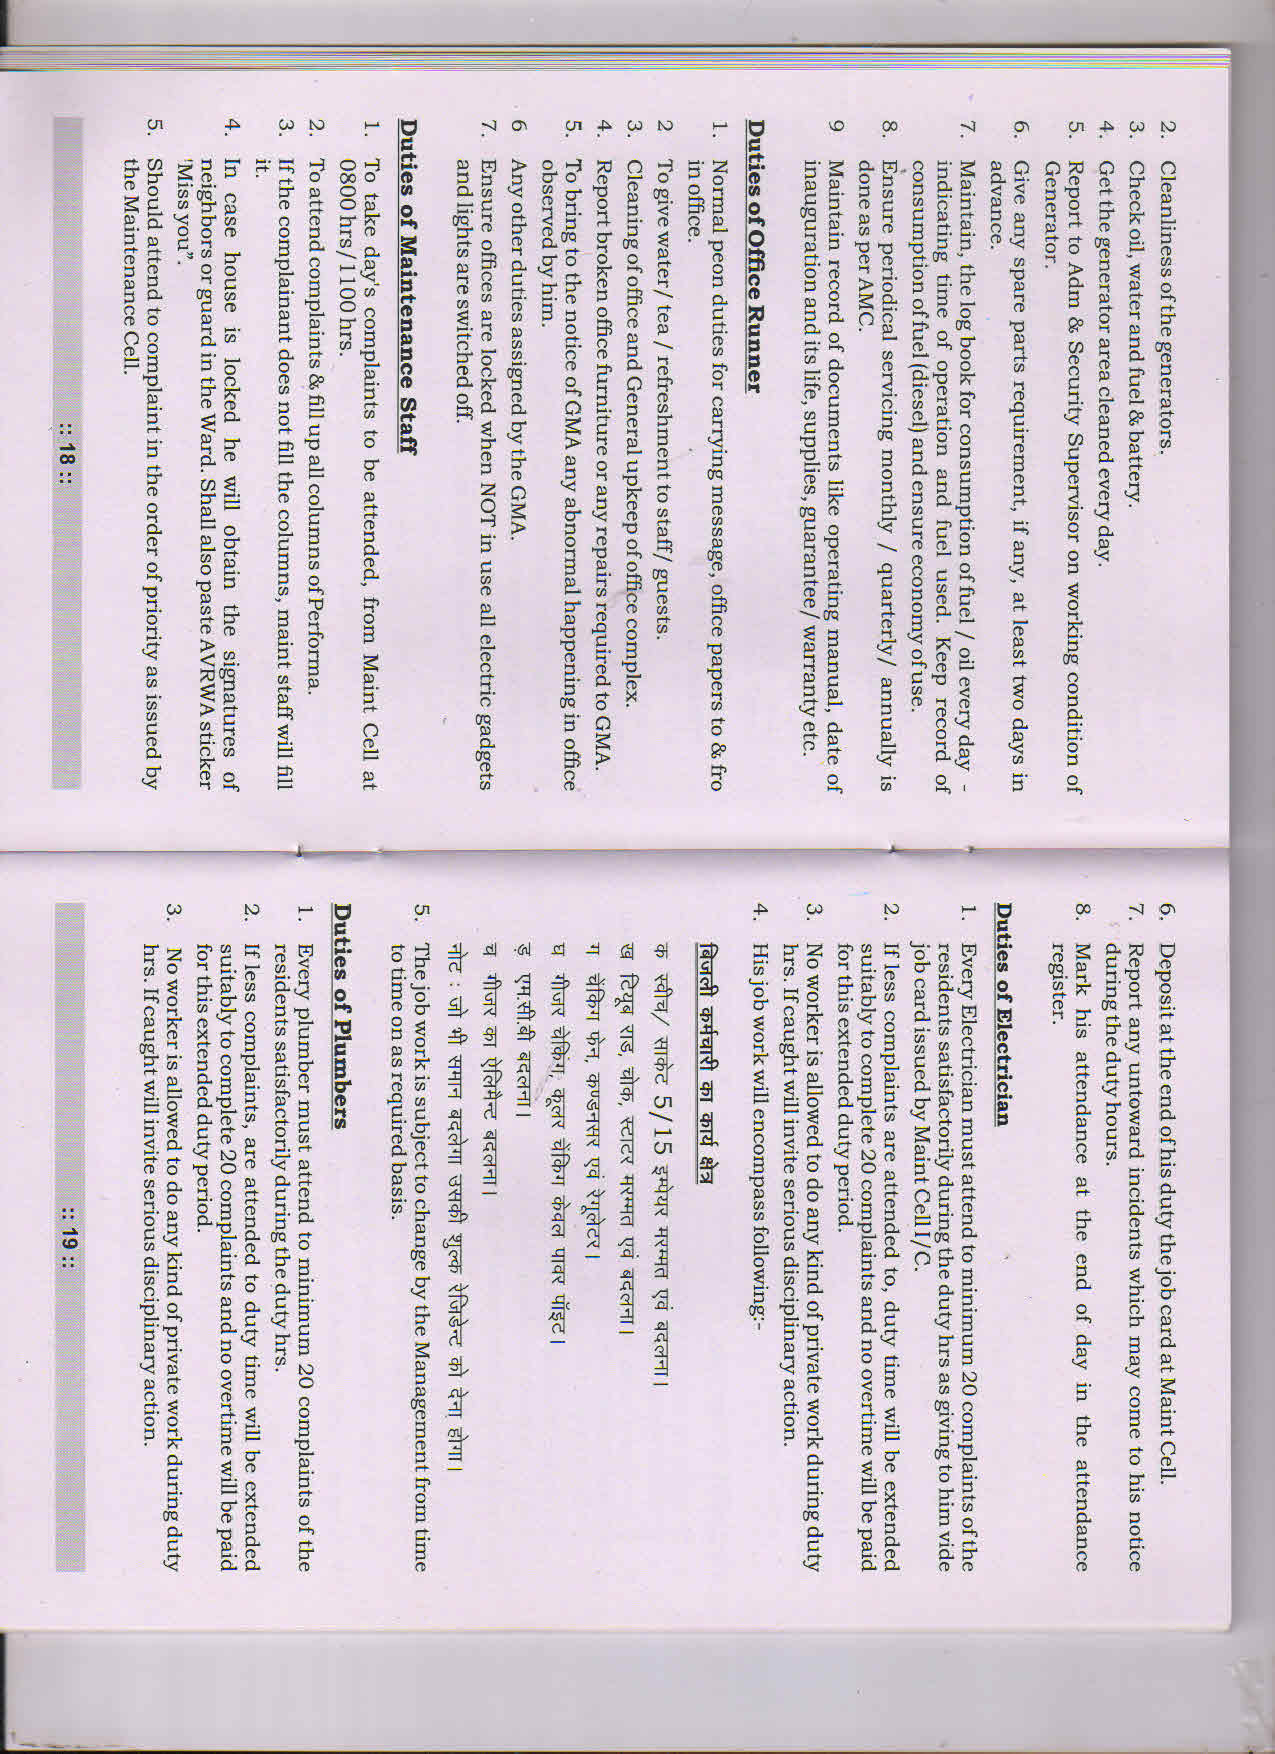 2. Cleanliness of the generators.
3. Check oil, water and fuel & battery.
4. Get the generator area cleaned every day.
5. Report to Adm & Security Supervisor on working condition of
Generator.
6. Give any spare parts requirement, if any, at least two days in
advance.
7. Maintain, the log book for consumption of fuel / oil every day -
indicating time of operation and fuel used. Keep record of
consumption of fuel (diesel) and ensure economy of use.
8. Ensure periodical servicing monthly / quarterly/ annually is
done as per AMC.
9 Maintain record of documents like operating manual, date of
inauguration and its life, supplies, guarantee/ warranty etc.
Duties of Office Runner
1. Normal peon duties for carrying message, office papers to & fro
in office.
2 To give water/ tea / refreshment to staff/ guests.
3. Cleaning of office and General upkeep of office complex.
4. Report broken office furniture or any repairs required to GMA.
5. To bring to the notice of GMA any abnormal happening in office
observed by him.
6 Any other duties assigned by the GMA.
7. Ensure offices are locked when NOT in use all electric gadgets
and lights are switched off.
Duties of Maintenance Staff
1. To take day's complaints to be attended, from Maint Cell at
0800 hrs/1100 hrs.
2. To attend complaints & fill up all columns of Performa.
3. If the complainant does not fill the columns, maint staff will fill
it.
4. In case house is locked he will obtain the signatures of
neighbors or guard in the Ward. Shall also paste AVRWA sticker
'Miss you".
5. Should attend to complaint in the order of priority as issued by
the Maintenance Cell.
:: 18 ::
6. Deposit at the end of his duty the job card at Maint Cell.
7. Report any untoward incidents which may come to his notice
during the duty hours.
8. Mark his attendance at the end of day in the attendance
register.
Duties of Electrician
1. Every Electrician must attend to minimum 20 complaints of the
residents satisfactorily during the duty hrs as giving to him vide
job card issued by Maint Cell I/C.
2. If less complaints are attended to, duty time will be extended
suitably to complete 20 complaints and no overtime will be paid
for this extended duty period.
3. No worker is allowed to do any kind of private work during duty
hrs. If caught will invite serious disciplinary action.
4. His job work will encompass following:-
बिजली कर्मचारी का कार्य क्षेत्र
क स्वीच/ साकेट 5/15 इम्पेयर मरम्मत एवं बदलना।
ख टियूब राड, चोक, स्टाटर मरम्मत एवं बदलना।
ग चेंकिग फेन, कण्डनसर एवं रेगूलेटर।
घ गीजर चेकिंग, कूलर चेंकिग केवल पावर पॉइट।
ड एम.सी.बी बदलना।
च गीजर का ऐलिमैन्ट बदलना।
नोट : जो भी समान बदलेगा उसकी शुल्क रेजिडेन्ट को देना होगा।
5. The job work is subject to change by the Management from time
to time on as required basis.
Duties of Plumbers
1. Every plumber must attend to minimum 20 complaints of the
residents satisfactorily during the duty hrs.
2. If less complaints, are attended to duty time will be extended
suitably to complete 20 complaints and no overtime will be paid
for this extended duty period.
3. No worker is allowed to do any kind of private work during duty
hrs. If caught will invite serious disciplinary action.
:: 19 ::